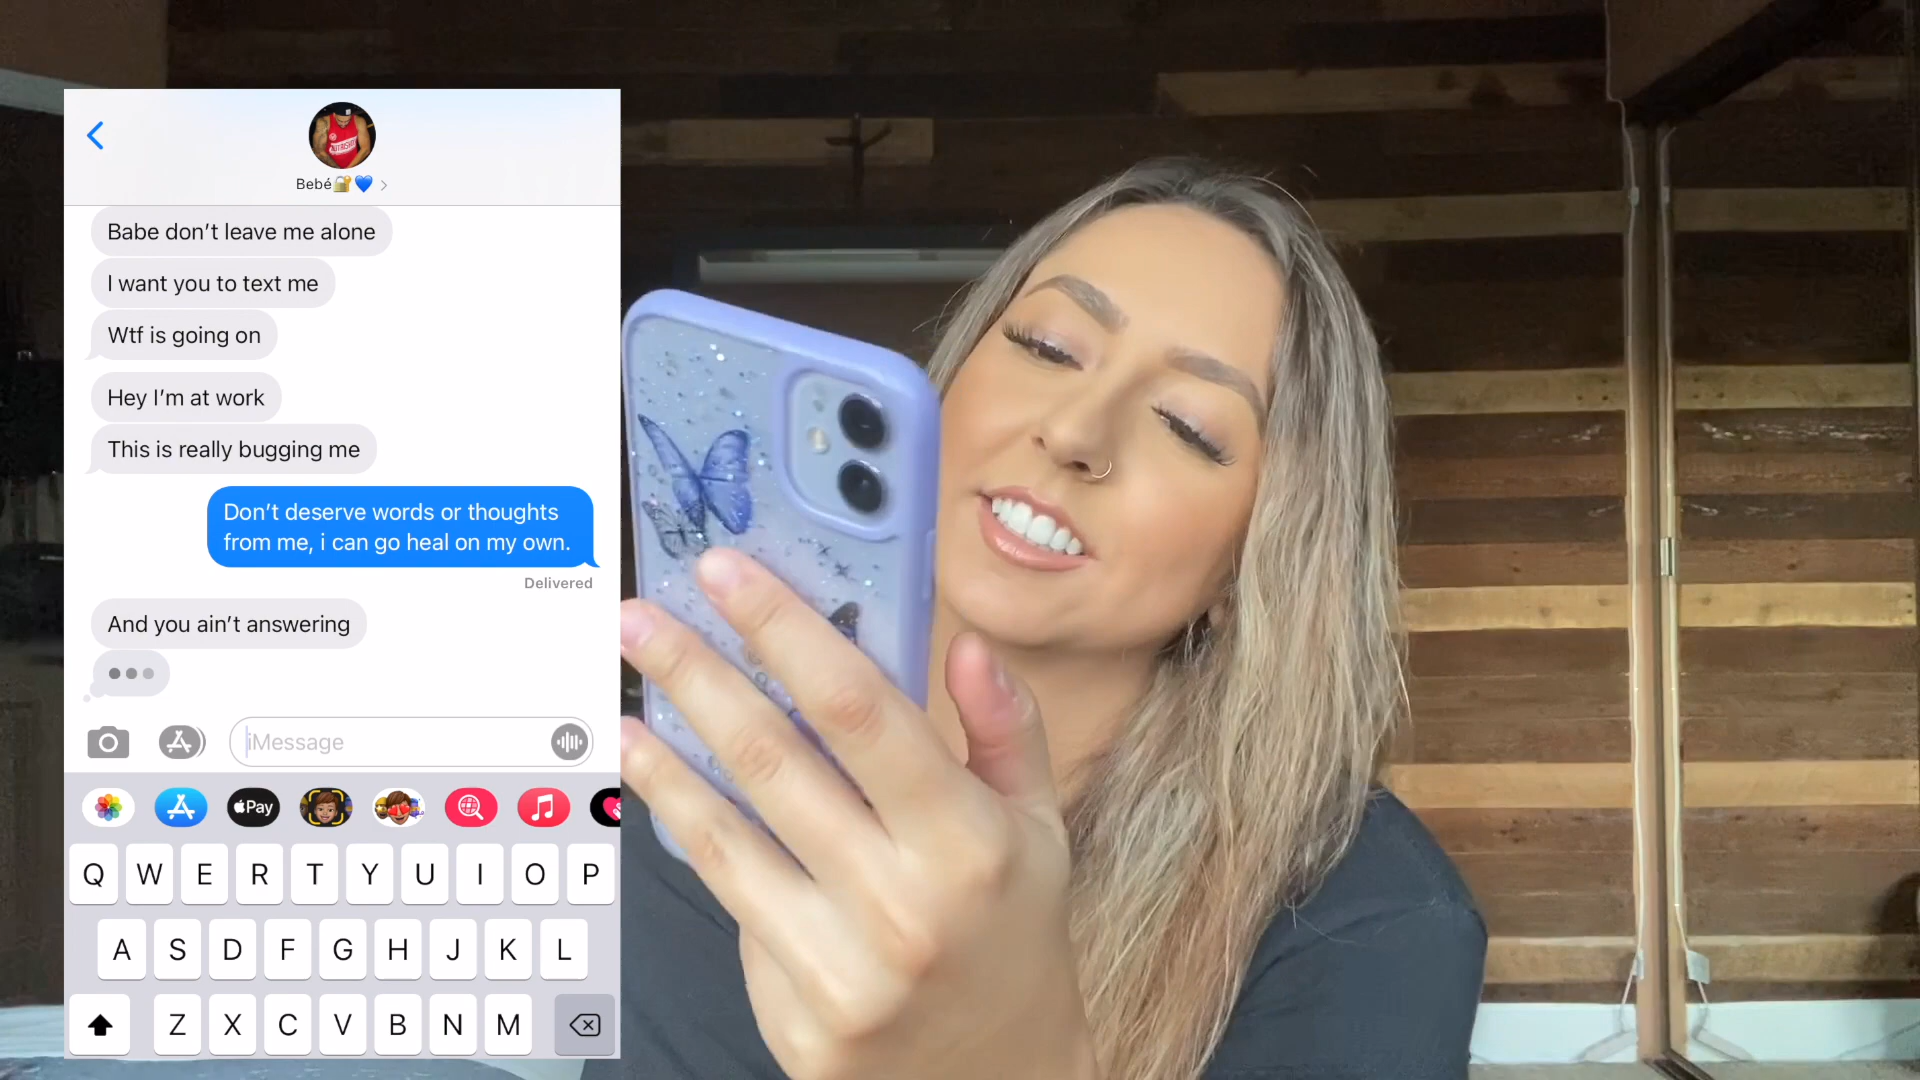 Bebé
Babe don’t leave me alone
I want you to text me
Wtf is going on
Hey I’m at work
This is really bugging me
Don’t deserve words or thoughts
from me, i can go heal on my own.
Delivered
And you ain’t answering
iMessage
Pay
Q W E R T Y U I O P
A S D F G H J K L
Z X C V B N M